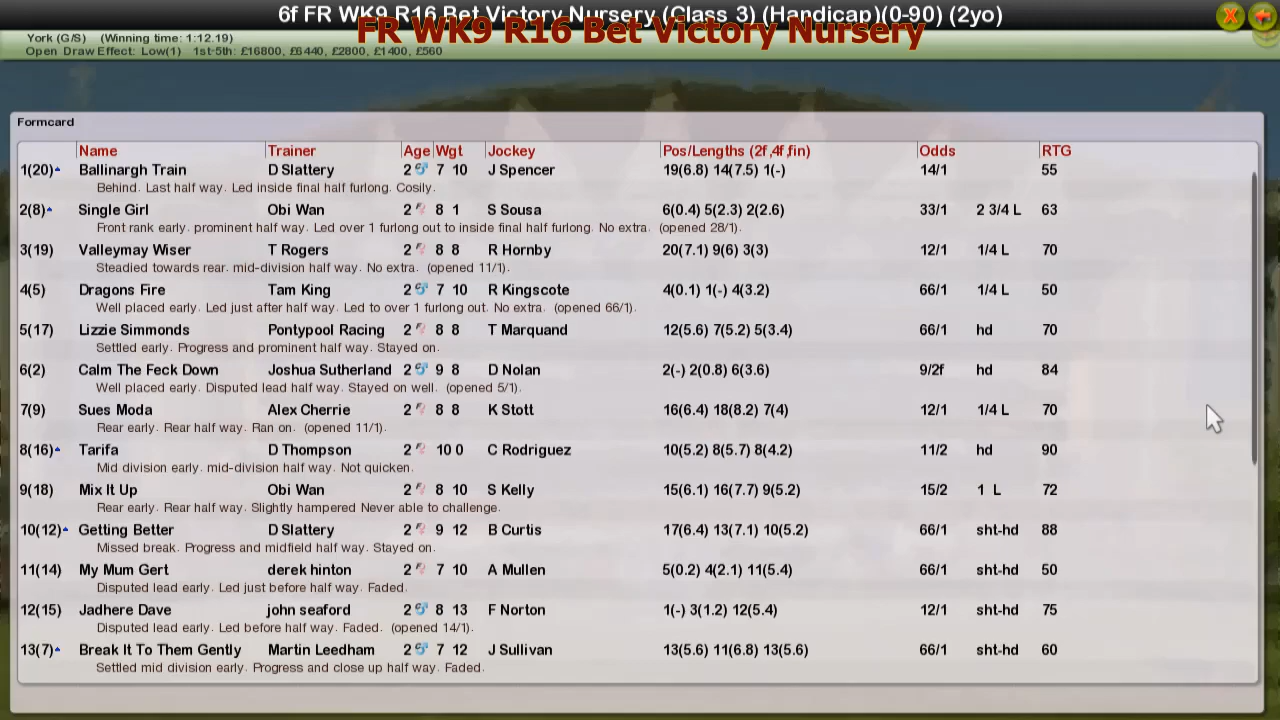 6f FR WK9 R16 Bet Victory Nursery (Class 3) (Handicap)(0-90) (2yo)
FR WK9 R16 Bet Victory Nursery
York (G/S) (Winning time: 1:12.19)
Open Draw Effect: Low(1) 1st-5th: £16800, £6440, £2800, £1400, £560
Formcard
Name Trainer Age Wgt Jockey Pos/Lengths (2f,4f,fin) Odds RTG
1(20) Ballinargh Train D Slattery 2 7 10 J Spencer 19(6.8) 14(7.5) 1(-) 14/1 55
Behind. Last half way. Led inside final half furlong. Cosily.
2(8) Single Girl Obi Wan 2 8 1 S Sousa 6(0.4) 5(2.3) 2(2.6) 33/1 2 3/4 L 63
Front rank early. prominent half way. Led over 1 furlong out to inside final half furlong. No extra. (opened 28/1).
3(19) Valleymay Wiser T Rogers 2 8 8 R Hornby 20(7.1) 9(6) 3(3) 12/1 1/4 L 70
Steadied towards rear. mid-division half way. No extra. (opened 11/1).
4(5) Dragons Fire Tam King 2 7 10 R Kingscote 4(0.1) 1(-) 4(3.2) 66/1 1/4 L 50
Well placed early. Led just after half way. Led to over 1 furlong out. No extra. (opened 66/1).
5(17) Lizzie Simmonds Pontypool Racing 2 8 8 T Marquand 12(5.6) 7(5.2) 5(3.4) 66/1 hd 70
Settled early. Progress and prominent half way. Stayed on.
6(2) Calm The Feck Down Joshua Sutherland 2 9 8 D Nolan 2(-) 2(0.8) 6(3.6) 9/2f hd 84
Well placed early. Disputed lead half way. Stayed on well. (opened 5/1).
7(9) Sues Moda Alex Cherrie 2 8 8 K Stott 16(6.4) 18(8.2) 7(4) 12/1 1/4 L 70
Rear early. Rear half way. Ran on. (opened 11/1).
8(16) Tarifa D Thompson 2 10 0 C Rodriguez 10(5.2) 8(5.7) 8(4.2) 11/2 hd 90
Mid division early. mid-division half way. Not quicken.
9(18) Mix It Up Obi Wan 2 8 10 S Kelly 15(6.1) 16(7.7) 9(5.2) 15/2 1 L 72
Rear early. Rear half way. Slightly hampered Never able to challenge.
10(12) Getting Better D Slattery 2 9 12 B Curtis 17(6.4) 13(7.1) 10(5.2) 66/1 sht-hd 88
Missed break. Progress and midfield half way. Stayed on.
11(14) My Mum Gert derek hinton 2 7 10 A Mullen 5(0.2) 4(2.1) 11(5.4) 66/1 sht-hd 50
Disputed lead early. Led just before half way. Faded.
12(15) Jadhere Dave john seaford 2 8 13 F Norton 1(-) 3(1.2) 12(5.4) 12/1 sht-hd 75
Disputed lead early. Led before half way. Faded. (opened 14/1).
13(7) Break It To Them Gently Martin Leedham 2 7 12 J Sullivan 13(5.6) 11(6.8) 13(5.6) 66/1 sht-hd 60
Settled mid division early. Progress and close up half way. Faded.